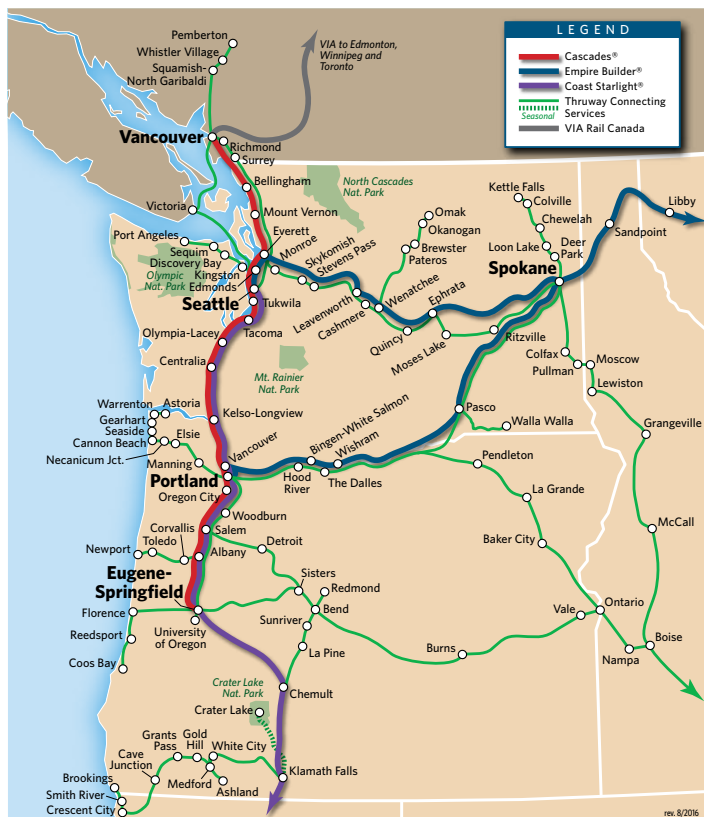 LEGEND
Cascades®
Empire Builder®
Coast Starlight®
Thruway Connecting
Services
Seasonal
VIA Rail Canada
Pemberton
Whistler Village
Squamish-
North Garibaldi
VIA to Edmonton,
Winnipeg and
Toronto
Vancouver
Richmond
Surrey
Bellingham
North Cascades
Nat. Park
Victoria
Mount Vernon
Port Angeles
Sequim
Discovery Bay
Olympic
Nat. Park
Kingston
Edmonds
Everett
Monroe
Skykomish
Stevens Pass
Omak
Okanogan
Brewster
Pateros
Kettle Falls
Colville
Chewelah
Loon Lake
Deer
Park
Libby
Sandpoint
Spokane
Seattle
Tukwila
Leavenworth
Cashmere
Wenatchee
Ephrata
Quincy
Moses Lake
Ritzville
Tacoma
Olympia-Lacey
Centralia
Mt. Rainier
Nat. Park
Colfax
Pullman
Moscow
Lewiston
Warrenton
Astoria
Gearhart
Seaside
Cannon Beach
Elsie
Necanicum Jct.
Manning
Kelso-Longview
Vancouver
Bingen-White Salmon
Wishram
Pasco
Walla Walla
Grangeville
Portland
Oregon City
Hood
River
The Dalles
Pendleton
La Grande
Baker City
McCall
Woodburn
Salem
Corvallis
Toledo
Newport
Albany
Detroit
Eugene-
Springfield
Sisters
Redmond
Bend
Sunriver
La Pine
Florence
Reedsport
Coos Bay
University
of Oregon
Burns
Vale
Ontario
Nampa
Boise
Crater Lake
Nat. Park
Crater Lake
Chemult
Grants
Pass
Gold
Hill
White City
Cave
Junction
Medford
Ashland
Klamath Falls
Brookings
Smith River
Crescent City
rev. 8/2016